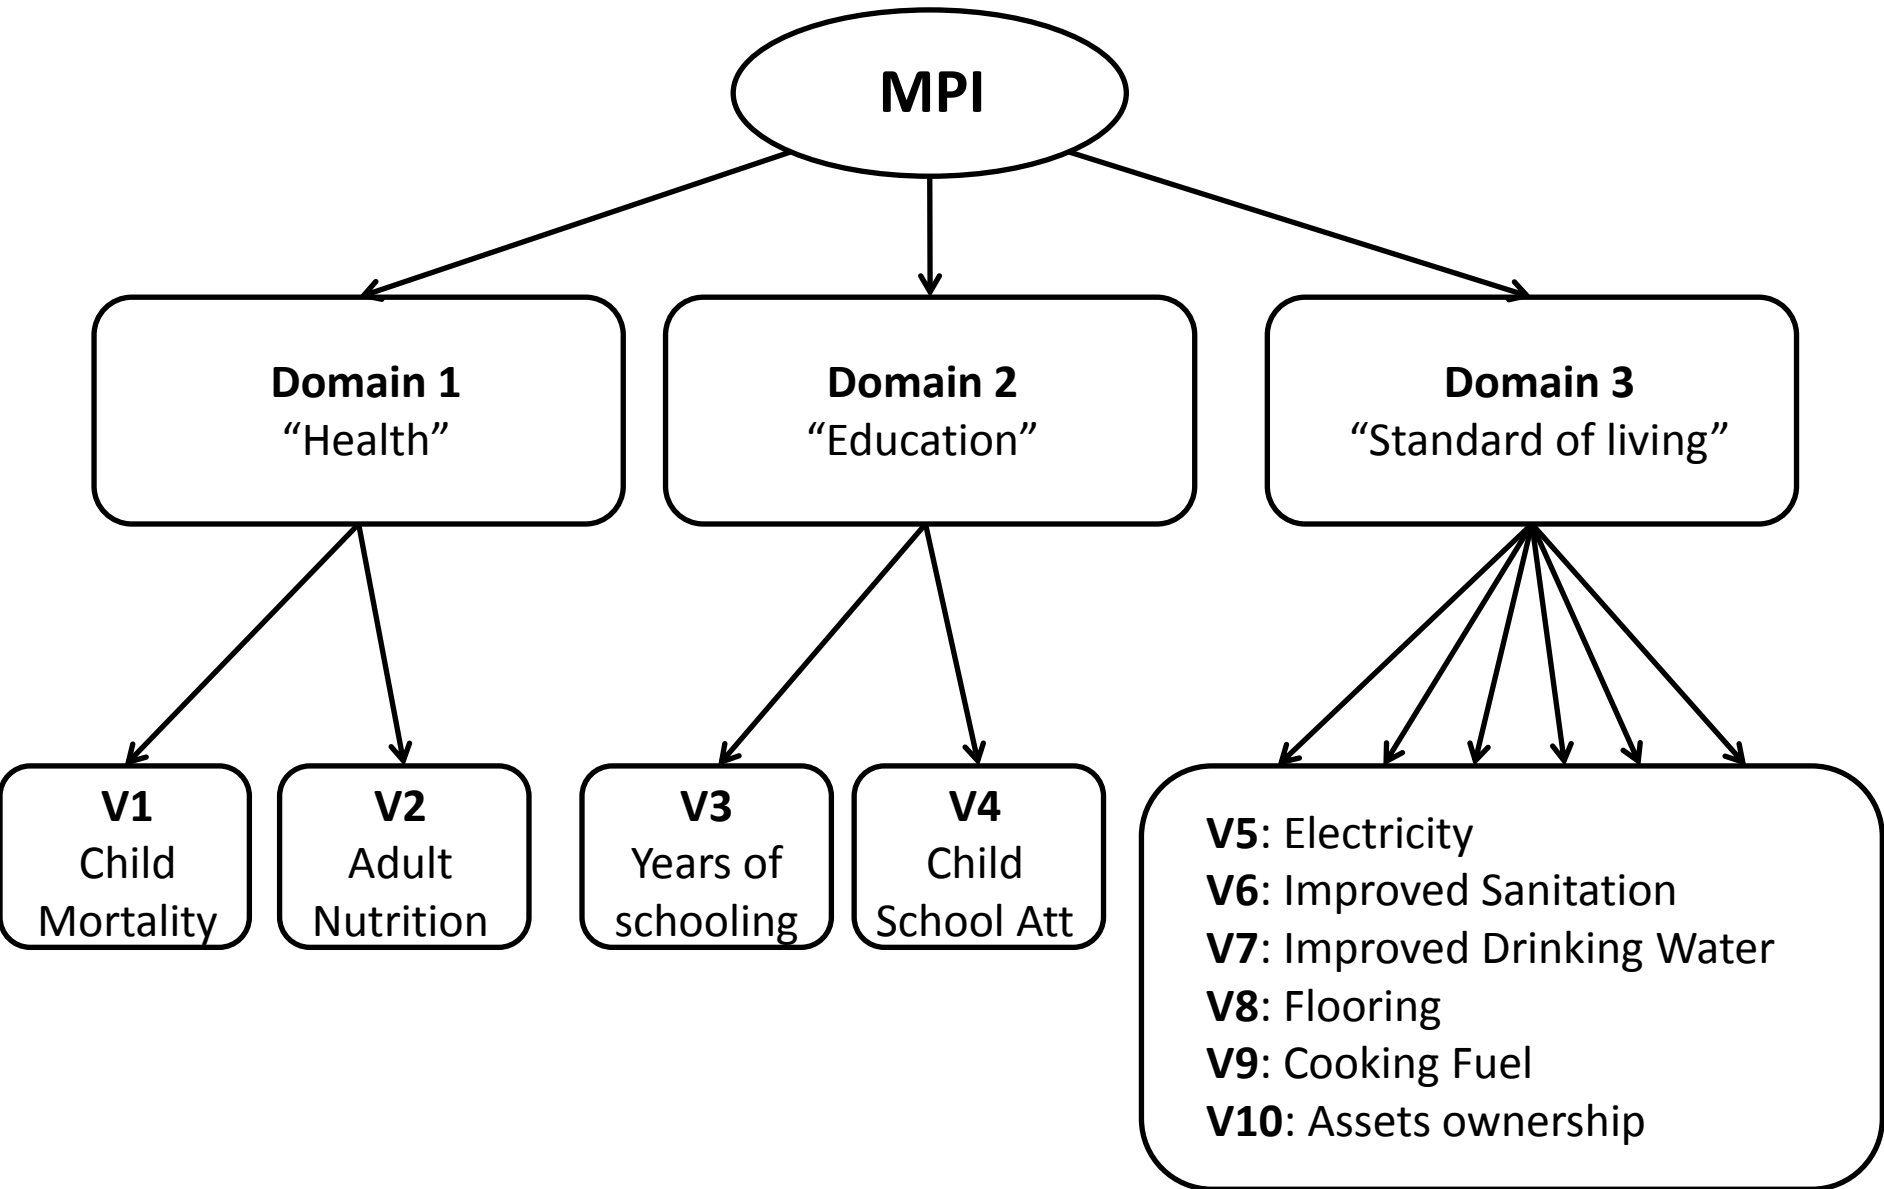 MPI
Domain 1
“Health”
Domain 2
“Education”
Domain 3
“Standard of living”
V1
Child
Mortality
V2
Adult
Nutrition
V3
Years of
schooling
V4
Child
School Att
V5: Electricity
V6: Improved Sanitation
V7: Improved Drinking Water
V8: Flooring
V9: Cooking Fuel
V10: Assets ownership